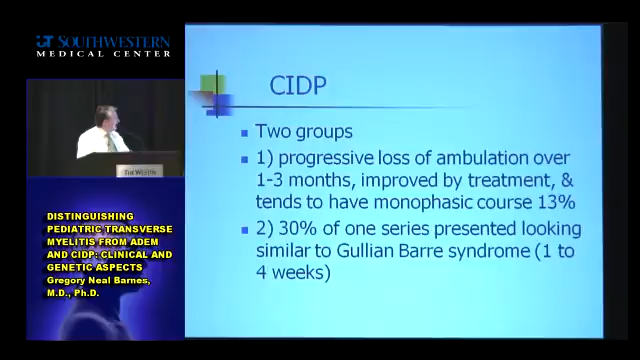 UT SOUTHWESTERN
MEDICAL CENTER
DISTINGUISHING
PEDIATRIC TRANSVERSE
MYELITIS FROM ADEM
AND CIDP: CLINICAL AND
GENETIC ASPECTS
Gregory Neal Barnes,
M.D., Ph.D.
THE WESTIN
CIDP
Two groups
1) progressive loss of ambulation over
1-3 months, improved by treatment, &
tends to have monophasic course 13%
2) 30% of one series presented looking
similar to Gullian Barre syndrome (1 to
4 weeks)